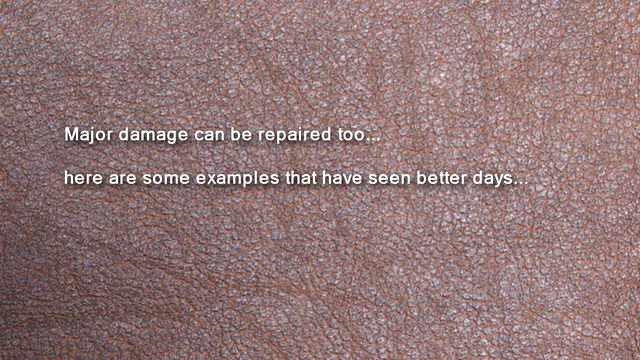 Major damage can be repaired too...
here are some examples that have seen better days...